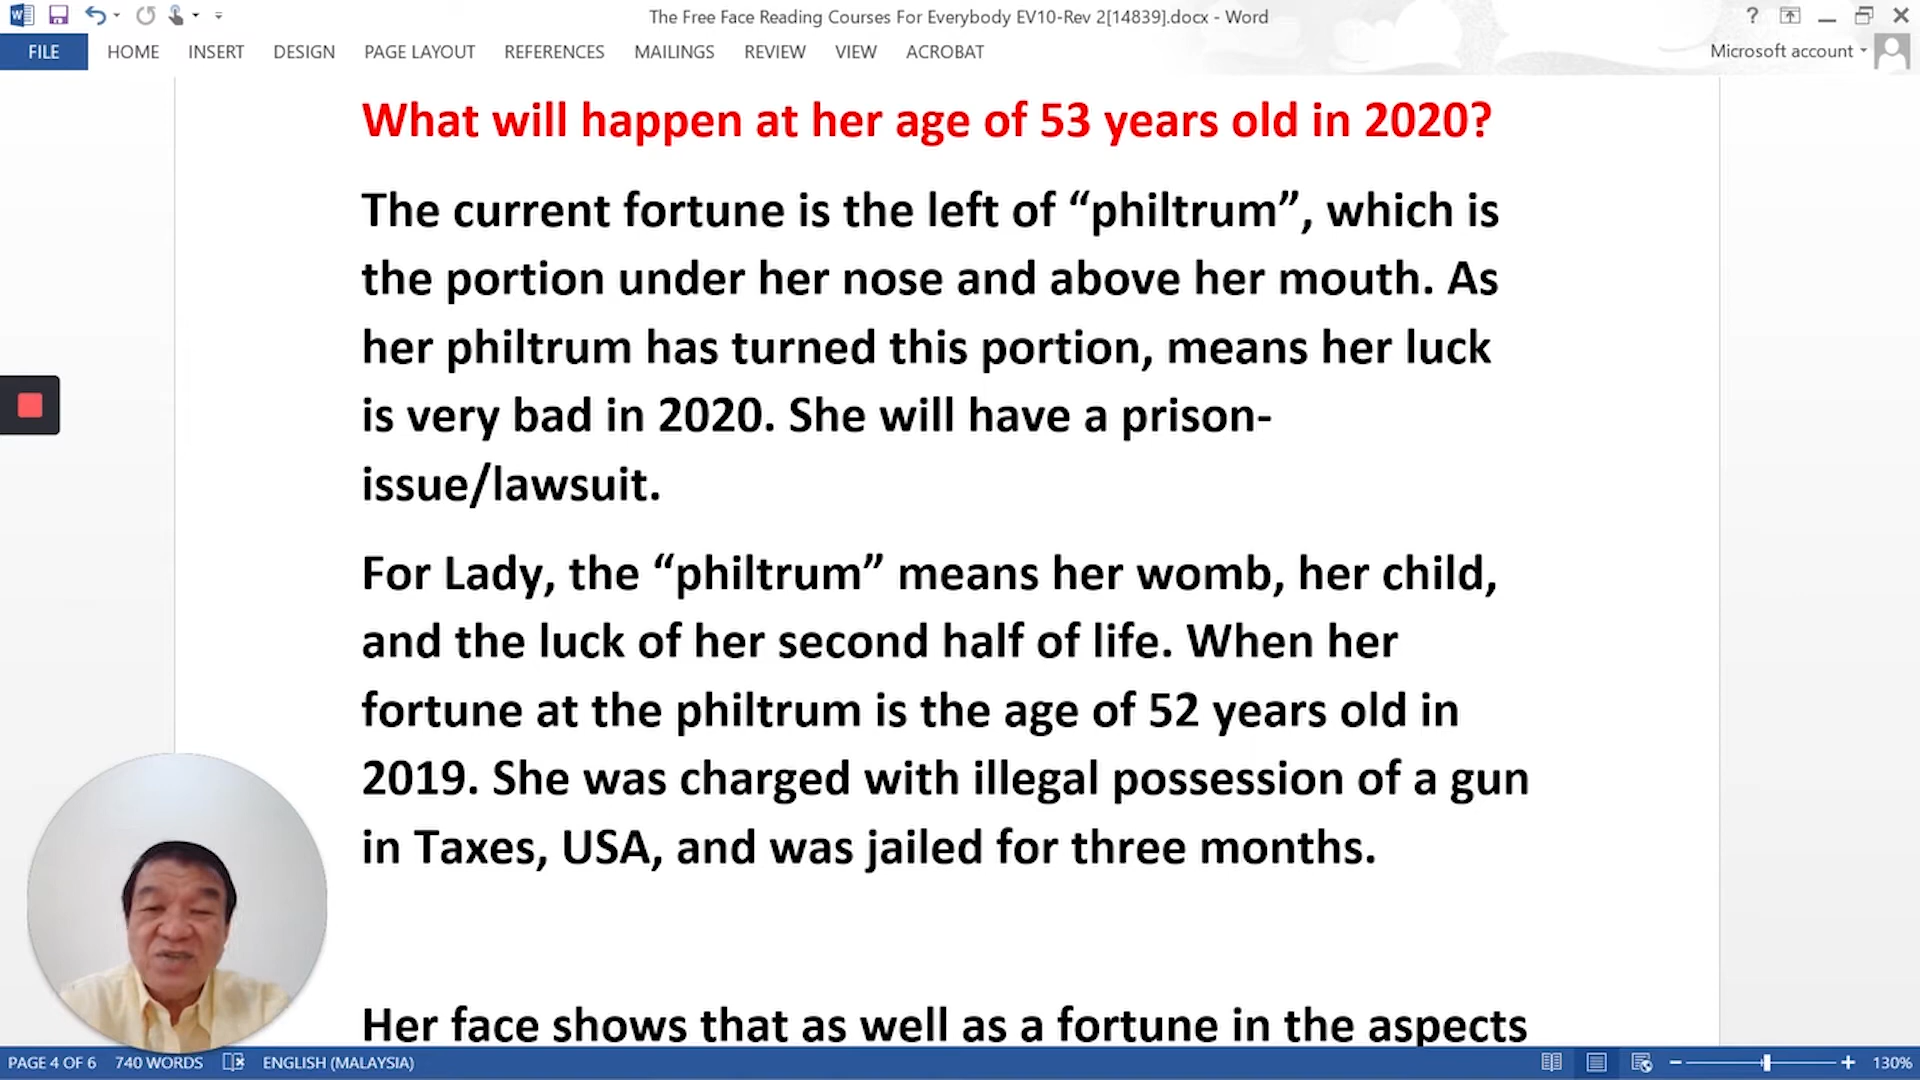 The Free Face Reading Courses For Everybody EV10-Rev 2[14839].docx - Word
?
FILE HOME INSERT DESIGN PAGE LAYOUT REFERENCES MAILINGS REVIEW VIEW ACROBAT
Microsoft account
What will happen at her age of 53 years old in 2020?
The current fortune is the left of “philtrum”, which is
the portion under her nose and above her mouth. As
her philtrum has turned this portion, means her luck
is very bad in 2020. She will have a prison-
issue/lawsuit.
For Lady, the “philtrum” means her womb, her child,
and the luck of her second half of life. When her
fortune at the philtrum is the age of 52 years old in
2019. She was charged with illegal possession of a gun
in Taxes, USA, and was jailed for three months.
Her face shows that as well as a fortune in the aspects
PAGE 4 OF 6 740 WORDS ENGLISH (MALAYSIA)
130%